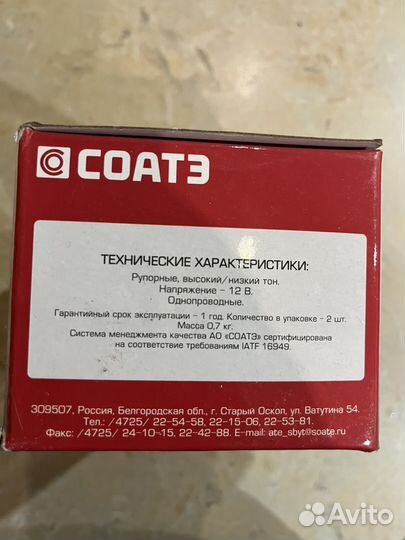 СОАТЭ
ТЕХНИЧЕСКИЕ ХАРАКТЕРИСТИКИ:
Рупорные, высокий/низкий тон.
Напряжение – 12 В.
Однопроводные.
Гарантийный срок эксплуатации – 1 год. Количество в упаковке – 2 шт.
Масса 0,7 кг.
Система менеджмента качества АО «СОАТЭ» сертифицирована
на соответствие требованиям IATF 16949.
309507, Россия, Белгородская обл., г. Старый Оскол, ул. Ватутина 54.
Тел.: /4725/ 22-54-58, 22-15-06, 22-53-81.
Факс: /4725/ 24-10-15, 22-42-88. E-mail: ate_sbyt@soate.ru
Avito